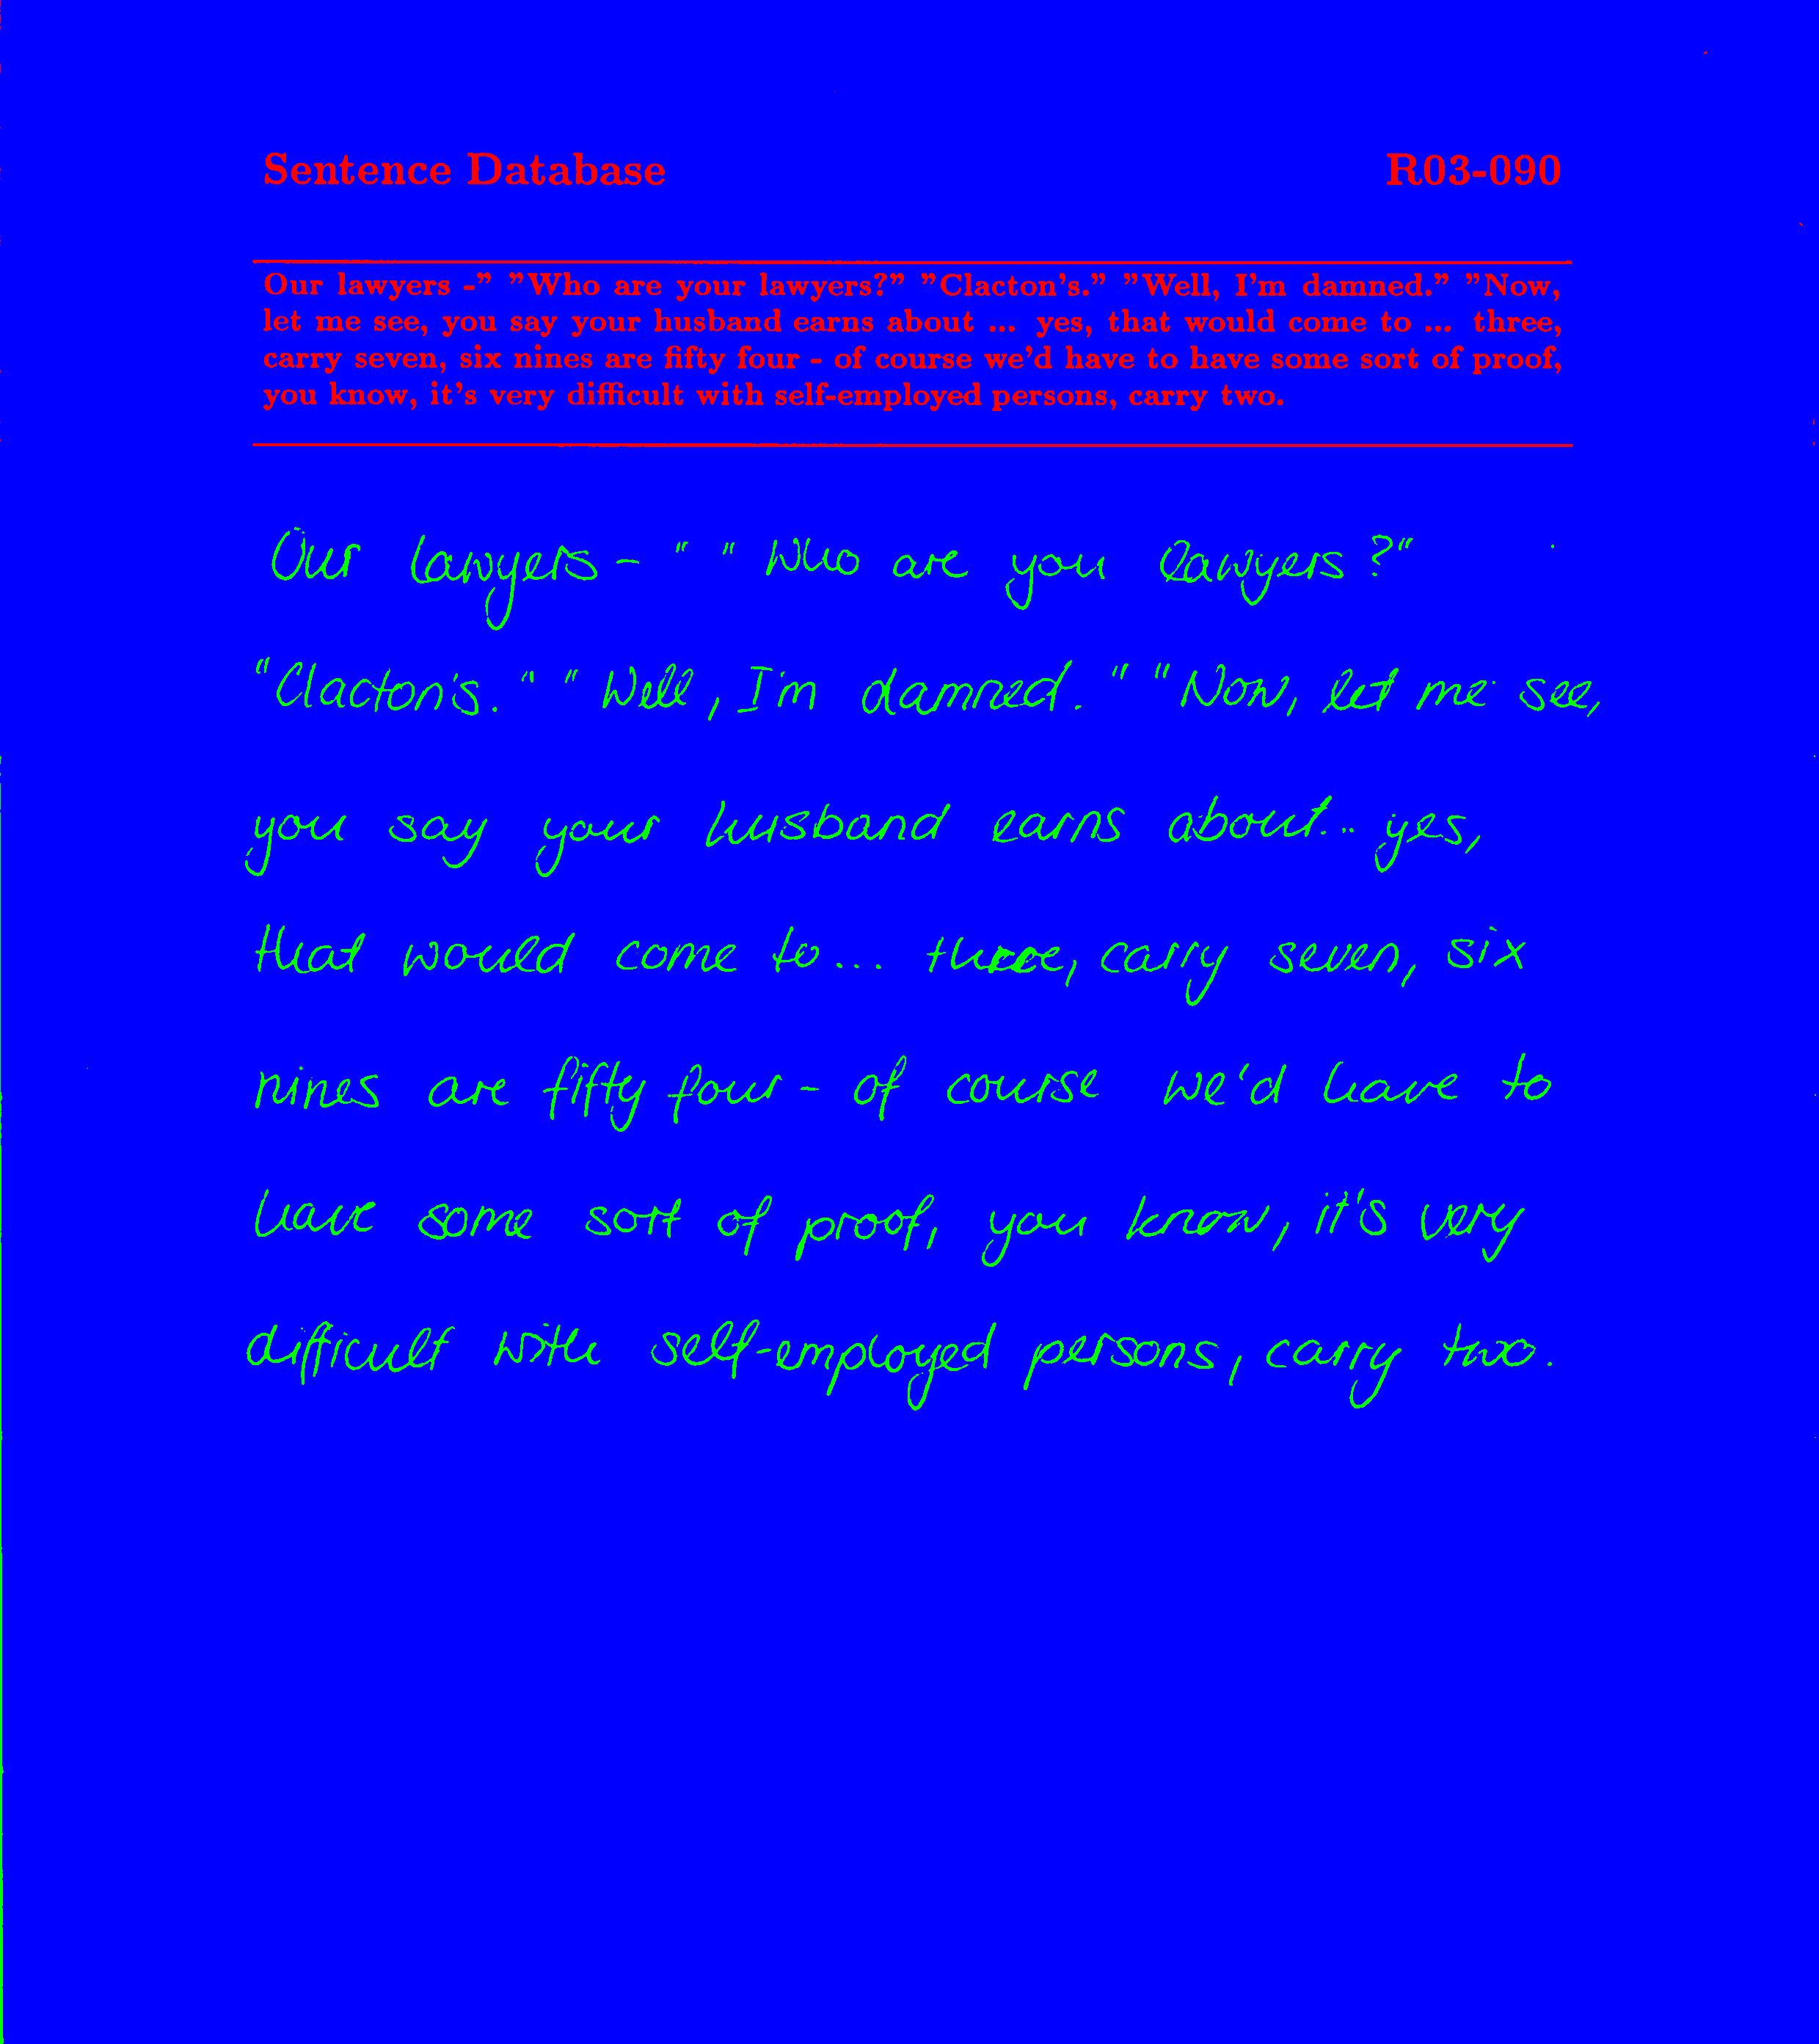 Sentence Database R03-090
Our lawyers -" "Who are your lawyers?" "Clacton's." "Well, I'm damned." "Now,
let me see, you say your husband earns about ... yes, that would come to ... three,
carry seven, six nines are fifty four - of course we'd have to have some sort of proof,
you know, it's very difficult with self-employed persons, carry two.
Our lawyers - " " Who are you lawyers ?"
"Clacton's. " " Well, I'm damned. " "Now, let me see,
you say your husband earns about... yes,
that would come to... three, carry seven, six
nines are fifty four - of course we'd have to
have some sort of proof, you know, it's very
difficult with self-employed persons, carry two.